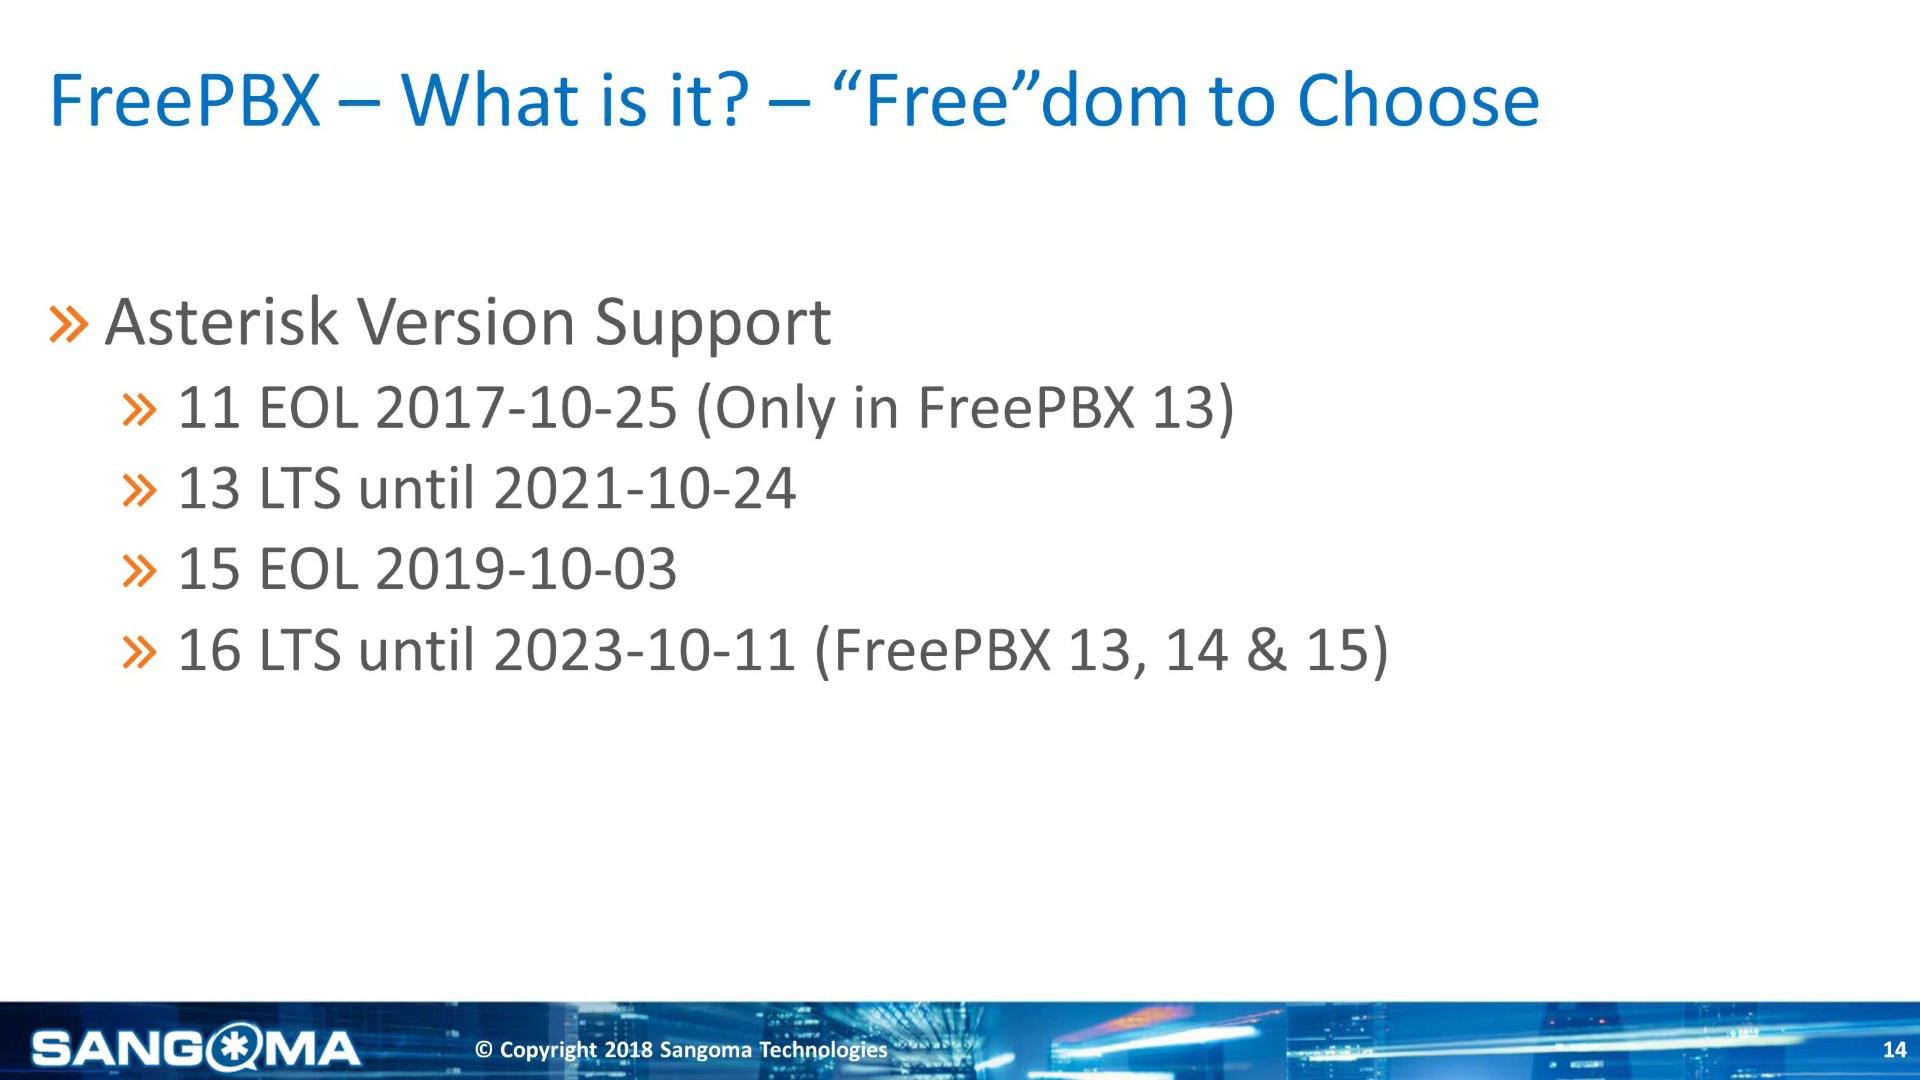 FreePBX – What is it? – “Free”dom to Choose
» Asterisk Version Support
» 11 EOL 2017-10-25 (Only in FreePBX 13)
» 13 LTS until 2021-10-24
» 15 EOL 2019-10-03
» 16 LTS until 2023-10-11 (FreePBX 13, 14 & 15)
SANGOMA
© Copyright 2018 Sangoma Technologies
14